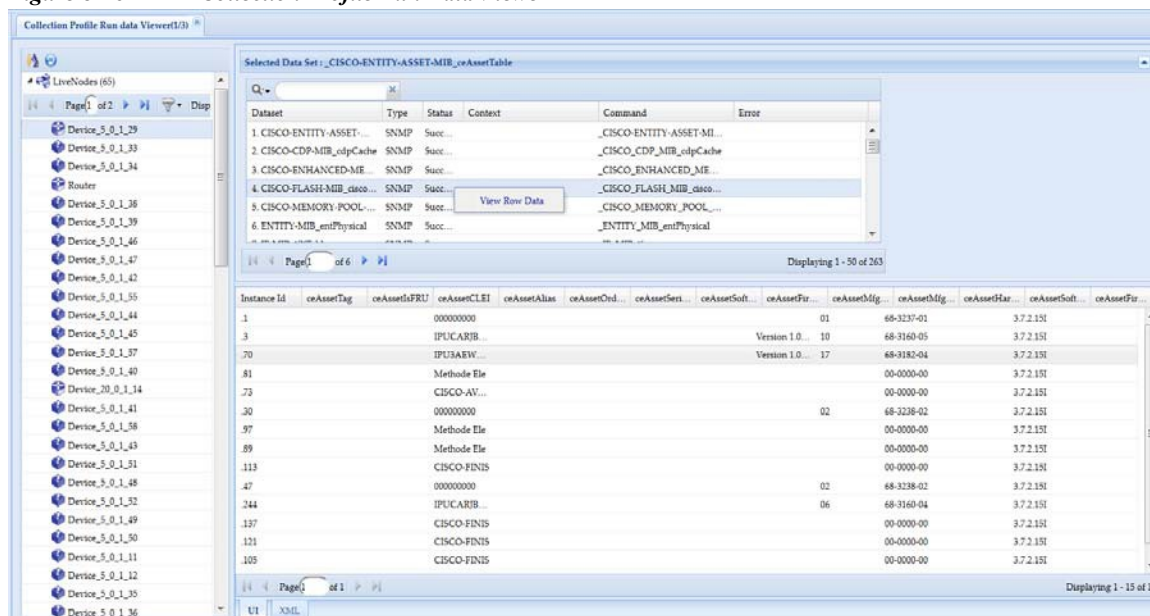 Collection Profile Run data Viewer(1/3)
LiveNodes (65)
Page 1 of 2 Disp
Device_5_0_1_29
Device_5_0_1_33
Device_5_0_1_34
Router
Device_5_0_1_38
Device_5_0_1_39
Device_5_0_1_46
Device_5_0_1_47
Device_5_0_1_42
Device_5_0_1_55
Device_5_0_1_44
Device_5_0_1_45
Device_5_0_1_57
Device_5_0_1_40
Device_20_0_1_14
Device_5_0_1_41
Device_5_0_1_58
Device_5_0_1_43
Device_5_0_1_51
Device_5_0_1_48
Device_5_0_1_52
Device_5_0_1_49
Device_5_0_1_50
Device_5_0_1_11
Device_5_0_1_12
Device_5_0_1_35
Device_5_0_1_36
Selected Data Set : _CISCO-ENTITY-ASSET-MIB_ceAssetTable
Dataset Type Status Context Command Error
1. CISCO-ENTITY-ASSET-... SNMP Succ... _CISCO-ENTITY-ASSET-MI...
2. CISCO-CDP-MIB_cdpCache SNMP Succ... _CISCO_CDP_MIB_cdpCache
3. CISCO-ENHANCED-ME... SNMP Succ... _CISCO_ENHANCED_ME...
4. CISCO-FLASH-MIB_cisco... SNMP Succ... _CISCO_FLASH_MIB_cisco...
View Row Data
5. CISCO-MEMORY-POOL-... SNMP Succ... _CISCO_MEMORY_POOL_...
6. ENTITY-MIB_entPhysical SNMP Succ... _ENTITY_MIB_entPhysical
Page 1 of 6 Displaying 1 - 50 of 263
Instance Id ceAssetTag ceAssetIsFRU ceAssetCLEI ceAssetAlias ceAssetOrd... ceAssetSeri... ceAssetSoft... ceAssetFir... ceAssetMfg... ceAssetMfg... ceAssetHar... ceAssetSoft... ceAssetFir...
.1 000000000 01 68-3237-01 3.7.2.15I
.3 IPUCARJB... Version 1.0... 10 68-3160-05 3.7.2.15I
.70 IPU3AEW... Version 1.0... 17 68-3182-04 3.7.2.15I
.81 Methode Ele 00-0000-00 3.7.2.15I
.73 CISCO-AV... 00-0000-00 3.7.2.15I
.30 000000000 02 68-3238-02 3.7.2.15I
.97 Methode Ele 00-0000-00 3.7.2.15I
.89 Methode Ele 00-0000-00 3.7.2.15I
.113 CISCO-FINIS 00-0000-00 3.7.2.15I
.47 000000000 02 68-3238-02 3.7.2.15I
.244 IPUCARJB... 06 68-3160-04 3.7.2.15I
.137 CISCO-FINIS 00-0000-00 3.7.2.15I
.121 CISCO-FINIS 00-0000-00 3.7.2.15I
.105 CISCO-FINIS 00-0000-00 3.7.2.15I
Page 1 of 1 Displaying 1 - 15 of
UI XML